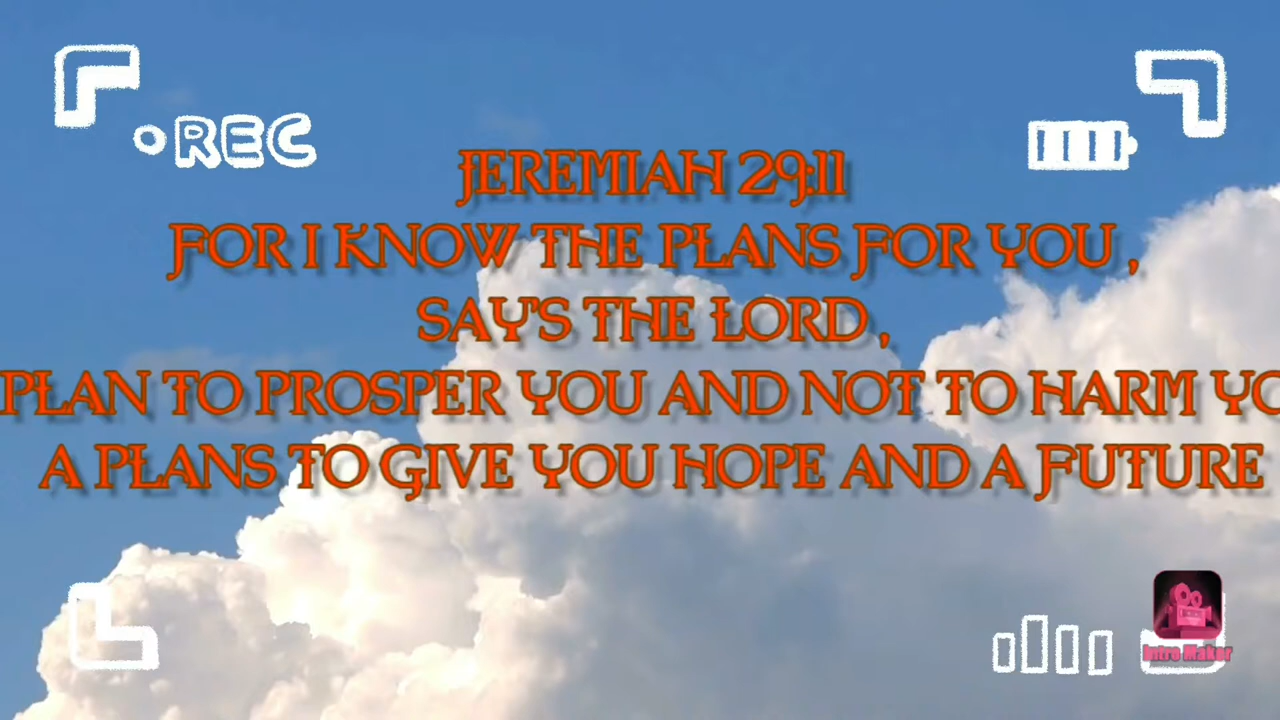 REC
JEREMIAH 29:11
FOR I KNOW THE PLANS FOR YOU ,
SAY'S THE LORD ,
PLAN TO PROSPER YOU AND NOT TO HARM YO
A PLANS TO GIVE YOU HOPE AND A FUTURE
Intro Maker